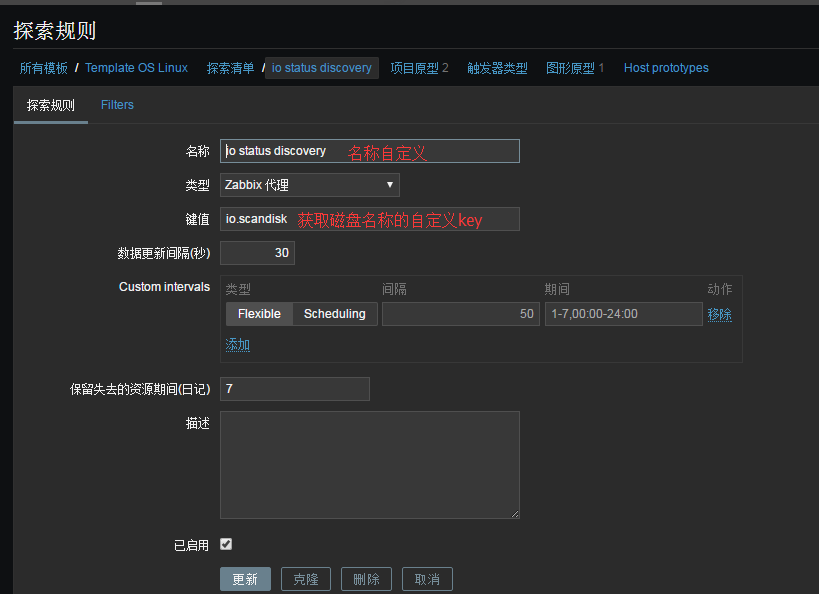 探索规则
所有模板 / Template OS Linux 探索清单 / io status discovery 项目原型 2 触发器类型 图形原型 1 Host prototypes
探索规则 Filters
名称 io status discovery 名称自定义
类型 Zabbix 代理
键值 io.scandisk 获取磁盘名称的自定义key
数据更新间隔(秒) 30
Custom intervals 类型 间隔 期间 动作
Flexible Scheduling 50 1-7,00:00-24:00 移除
添加
保留失去的资源期间(日记) 7
描述
已启用
更新 克隆 删除 取消